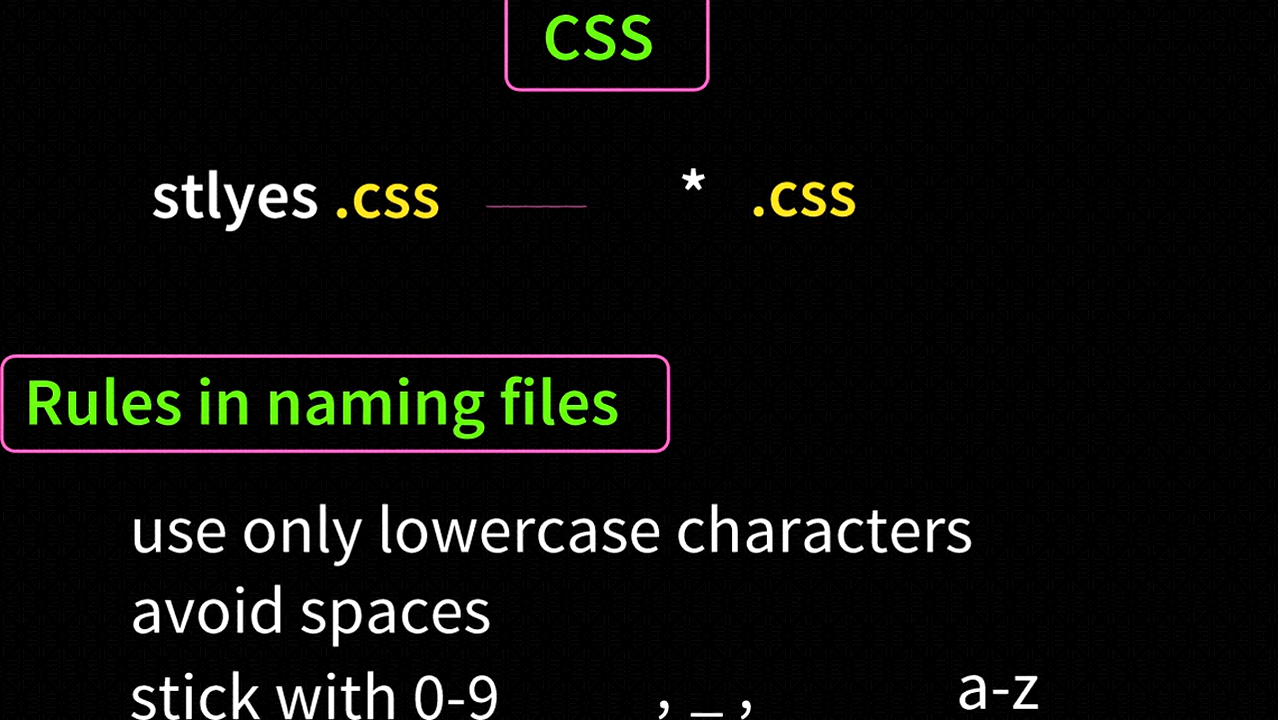 CSS
stlyes .css * .css
Rules in naming files
use only lowercase characters
avoid spaces
stick with 0-9 , _ , a-z